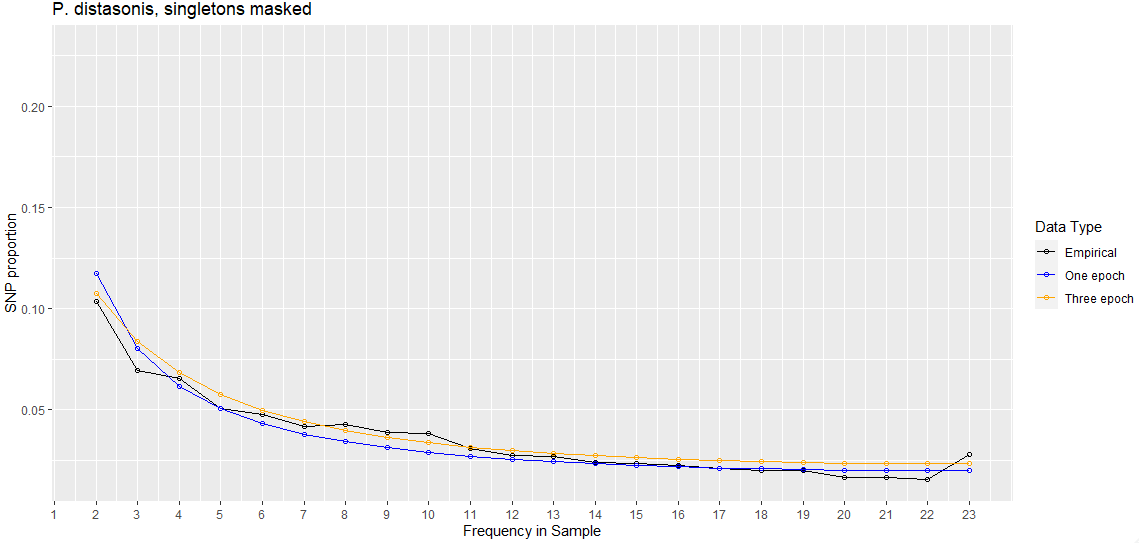 P. distasonis, singletons masked
SNP proportion
0.20
0.15
0.10
0.05
1 2 3 4 5 6 7 8 9 10 11 12 13 14 15 16 17 18 19 20 21 22 23
Frequency in Sample
Data Type
Empirical
One epoch
Three epoch